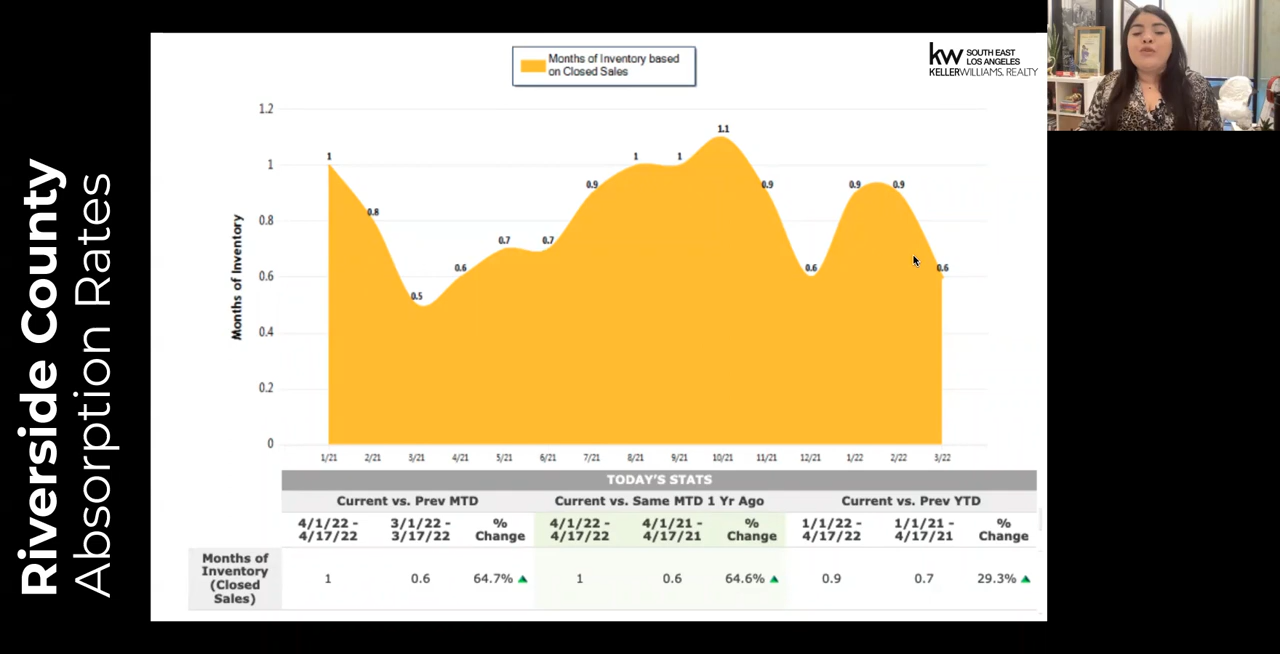 Riverside County
Absorption Rates
Months of Inventory based
on Closed Sales
kw SOUTH EAST
LOS ANGELES
KELLERWILLIAMS. REALTY
Months of Inventory
1.2
1
0.8
0.6
0.4
0.2
0
1
0.8
0.5
0.6
0.7
0.7
0.9
1
1
1.1
0.9
0.6
0.9
0.9
0.6
1/21 2/21 3/21 4/21 5/21 6/21 7/21 8/21 9/21 10/21 11/21 12/21 1/22 2/22 3/22
TODAY'S STATS
Current vs. Prev MTD Current vs. Same MTD 1 Yr Ago Current vs. Prev YTD
4/1/22 - 3/1/22 - % 4/1/22 - 4/1/21 - % 1/1/22 - 1/1/21 - %
4/17/22 3/17/22 Change 4/17/22 4/17/21 Change 4/17/22 4/17/21 Change
Months of
Inventory
(Closed
Sales)
1 0.6 64.7% 1 0.6 64.6% 0.9 0.7 29.3%